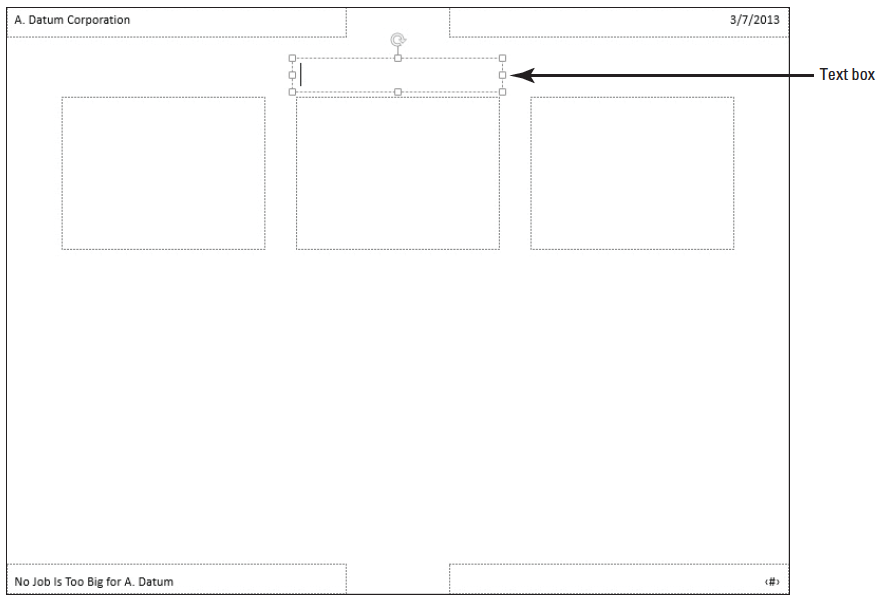 A. Datum Corporation
3/7/2013
Text box
No Job Is Too Big for A. Datum
‹#›